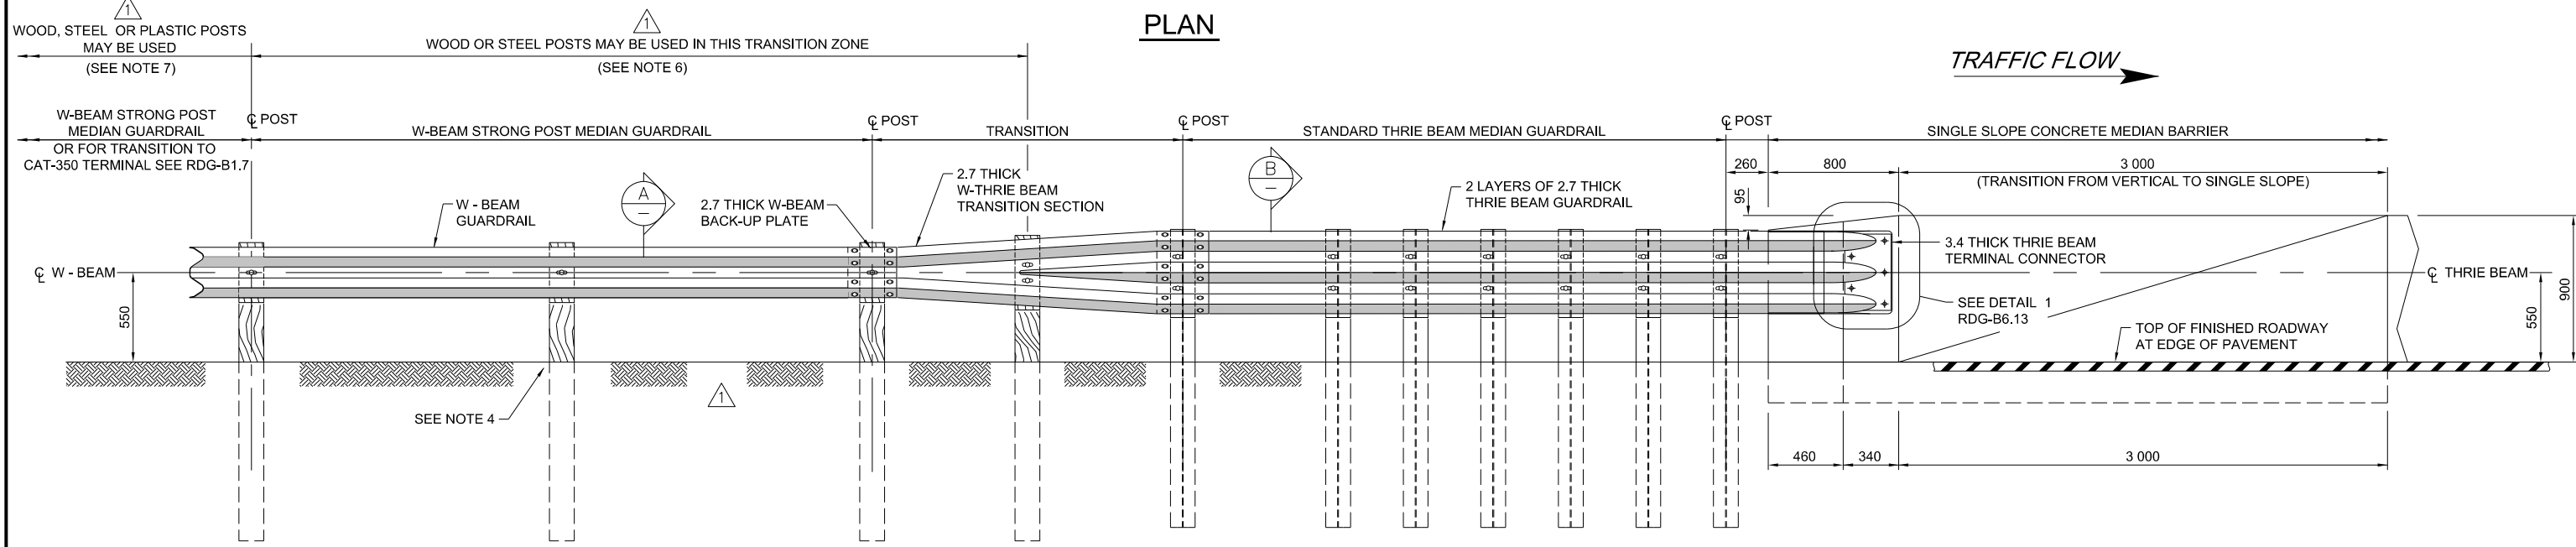 PLAN
1
WOOD, STEEL OR PLASTIC POSTS
MAY BE USED
(SEE NOTE 7)
1
WOOD OR STEEL POSTS MAY BE USED IN THIS TRANSITION ZONE
(SEE NOTE 6)
TRAFFIC FLOW
W-BEAM STRONG POST
MEDIAN GUARDRAIL
OR FOR TRANSITION TO
CAT-350 TERMINAL SEE RDG-B1.7
℄ POST
W-BEAM STRONG POST MEDIAN GUARDRAIL
℄ POST
TRANSITION
℄ POST
STANDARD THRIE BEAM MEDIAN GUARDRAIL
℄ POST
SINGLE SLOPE CONCRETE MEDIAN BARRIER
260
800
3 000
(TRANSITION FROM VERTICAL TO SINGLE SLOPE)
95
W - BEAM
GUARDRAIL
A
–
2.7 THICK W-BEAM
BACK-UP PLATE
2.7 THICK
W-THRIE BEAM
TRANSITION SECTION
B
–
2 LAYERS OF 2.7 THICK
THRIE BEAM GUARDRAIL
3.4 THICK THRIE BEAM
TERMINAL CONNECTOR
℄ W - BEAM
℄ THRIE BEAM
550
SEE DETAIL 1
RDG-B6.13
TOP OF FINISHED ROADWAY
AT EDGE OF PAVEMENT
550
900
SEE NOTE 4
1
460
340
3 000